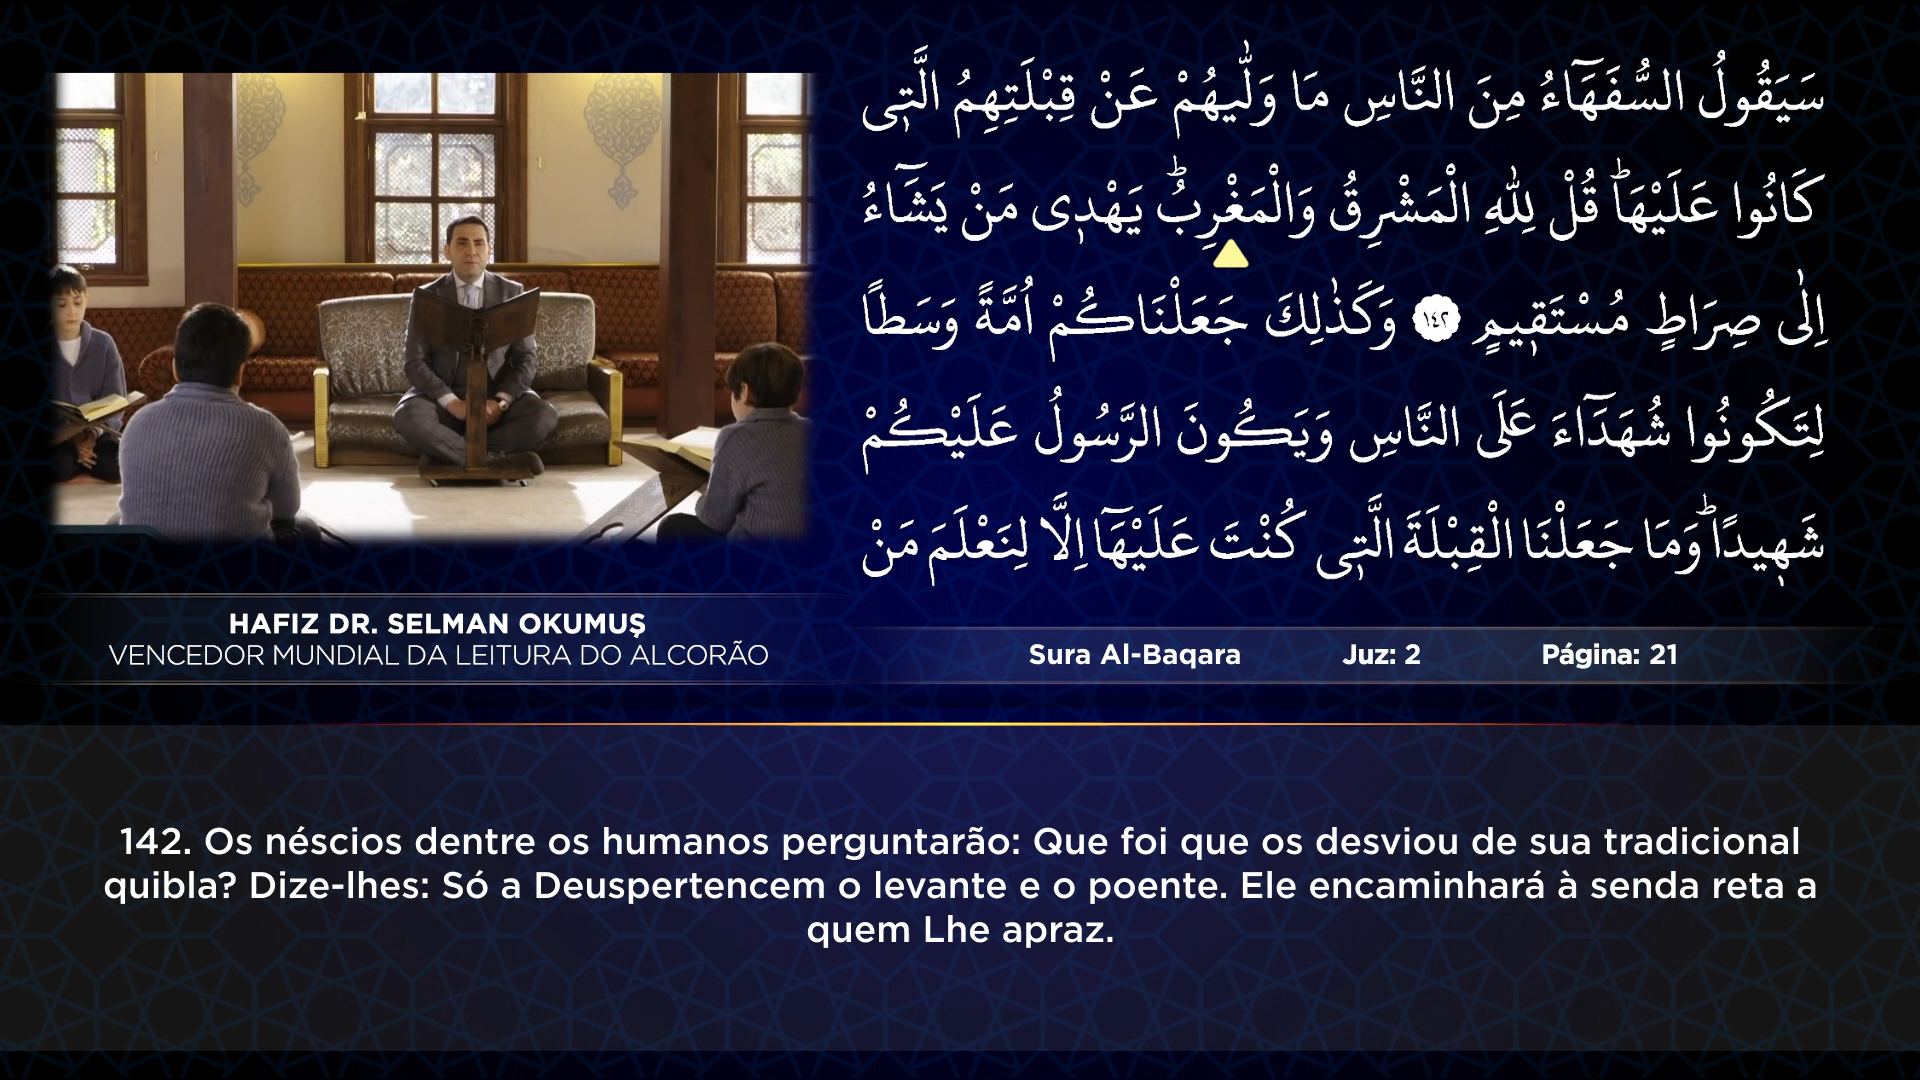 سَيَقُولُ السُّفَهَٓاءُ مِنَ النَّاسِ مَا وَلّٰيهُمْ عَنْ قِبْلَتِهِمُ الَّت۪ى
كَانُوا عَلَيْهَاۜ قُلْ لِلّٰهِ الْمَشْرِقُ وَالْمَغْرِبُۜ يَهْد۪ى مَنْ يَشَٓاءُ
اِلٰى صِرَاطٍ مُسْتَق۪يمٍ ﴿١٤٢﴾ وَكَذٰلِكَ جَعَلْنَاكُمْ اُمَّةً وَسَطًا
لِتَكُونُوا شُهَدَٓاءَ عَلَى النَّاسِ وَيَكُونَ الرَّسُولُ عَلَيْكُمْ
شَه۪يدًاۜ وَمَا جَعَلْنَا الْقِبْلَةَ الَّت۪ى كُنْتَ عَلَيْهَٓا اِلَّا لِنَعْلَمَ مَنْ
HAFIZ DR. SELMAN OKUMUŞ
VENCEDOR MUNDIAL DA LEITURA DO ALCORÃO
Sura Al-Baqara Juz: 2 Página: 21
142. Os néscios dentre os humanos perguntarão: Que foi que os desviou de sua tradicional
quibla? Dize-lhes: Só a Deuspertencem o levante e o poente. Ele encaminhará à senda reta a
quem Lhe apraz.